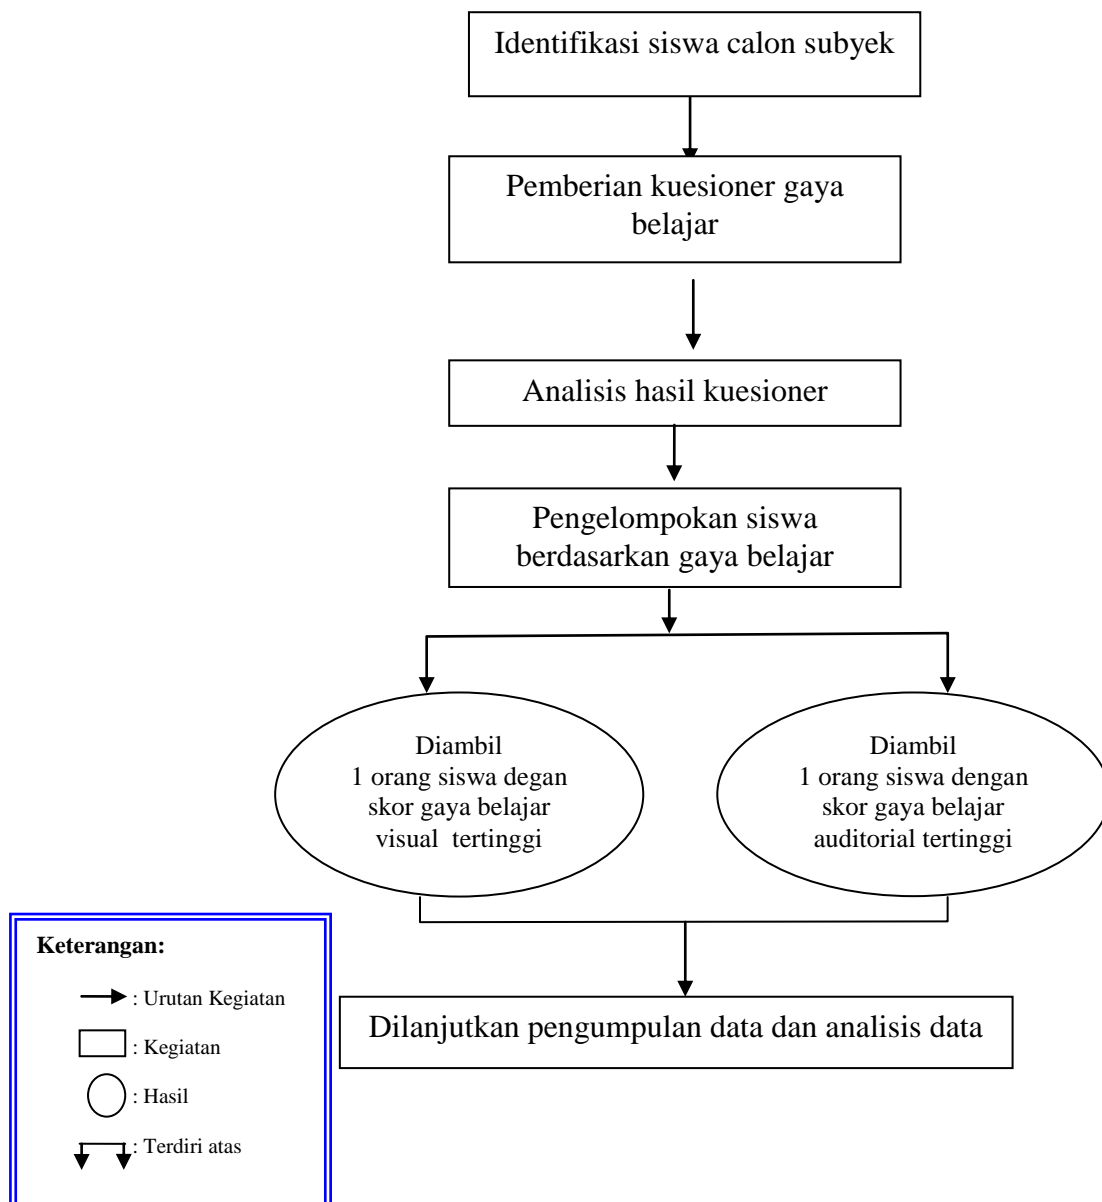 Identifikasi siswa calon subyek
Pemberian kuesioner gaya
belajar
Analisis hasil kuesioner
Pengelompokan siswa
berdasarkan gaya belajar
Diambil
1 orang siswa degan
skor gaya belajar
visual  tertinggi
Diambil
1 orang siswa dengan
skor gaya belajar
auditorial tertinggi
Dilanjutkan pengumpulan data dan analisis data
Keterangan:
: Urutan Kegiatan
: Kegiatan
: Hasil
: Terdiri atas